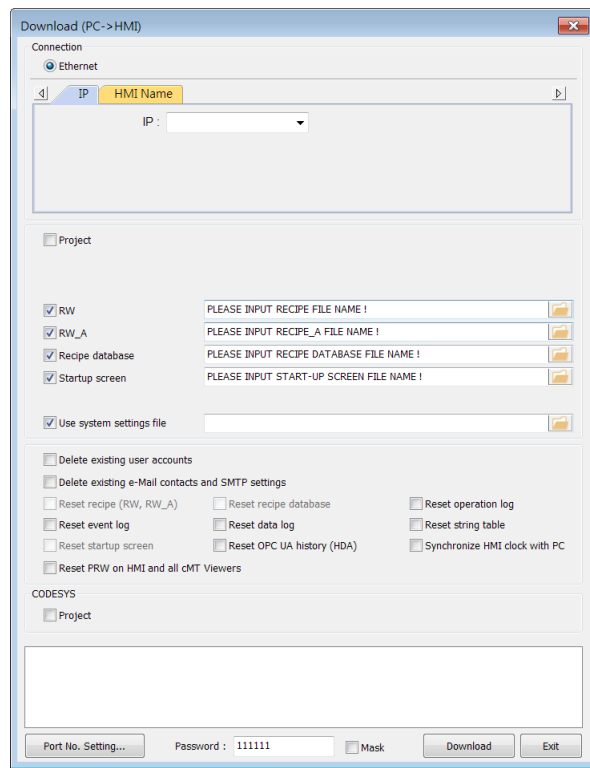 Download (PC->HMI)
Connection
Ethernet
IP HMI Name
IP :
Project
RW PLEASE INPUT RECIPE FILE NAME !
RW_A PLEASE INPUT RECIPE_A FILE NAME !
Recipe database PLEASE INPUT RECIPE DATABASE FILE NAME !
Startup screen PLEASE INPUT START-UP SCREEN FILE NAME !
Use system settings file
Delete existing user accounts
Delete existing e-Mail contacts and SMTP settings
Reset recipe (RW, RW_A) Reset recipe database Reset operation log
Reset event log Reset data log Reset string table
Reset startup screen Reset OPC UA history (HDA) Synchronize HMI clock with PC
Reset PRW on HMI and all cMT Viewers
CODESYS
Project
Port No. Setting... Password : 111111 Mask Download Exit